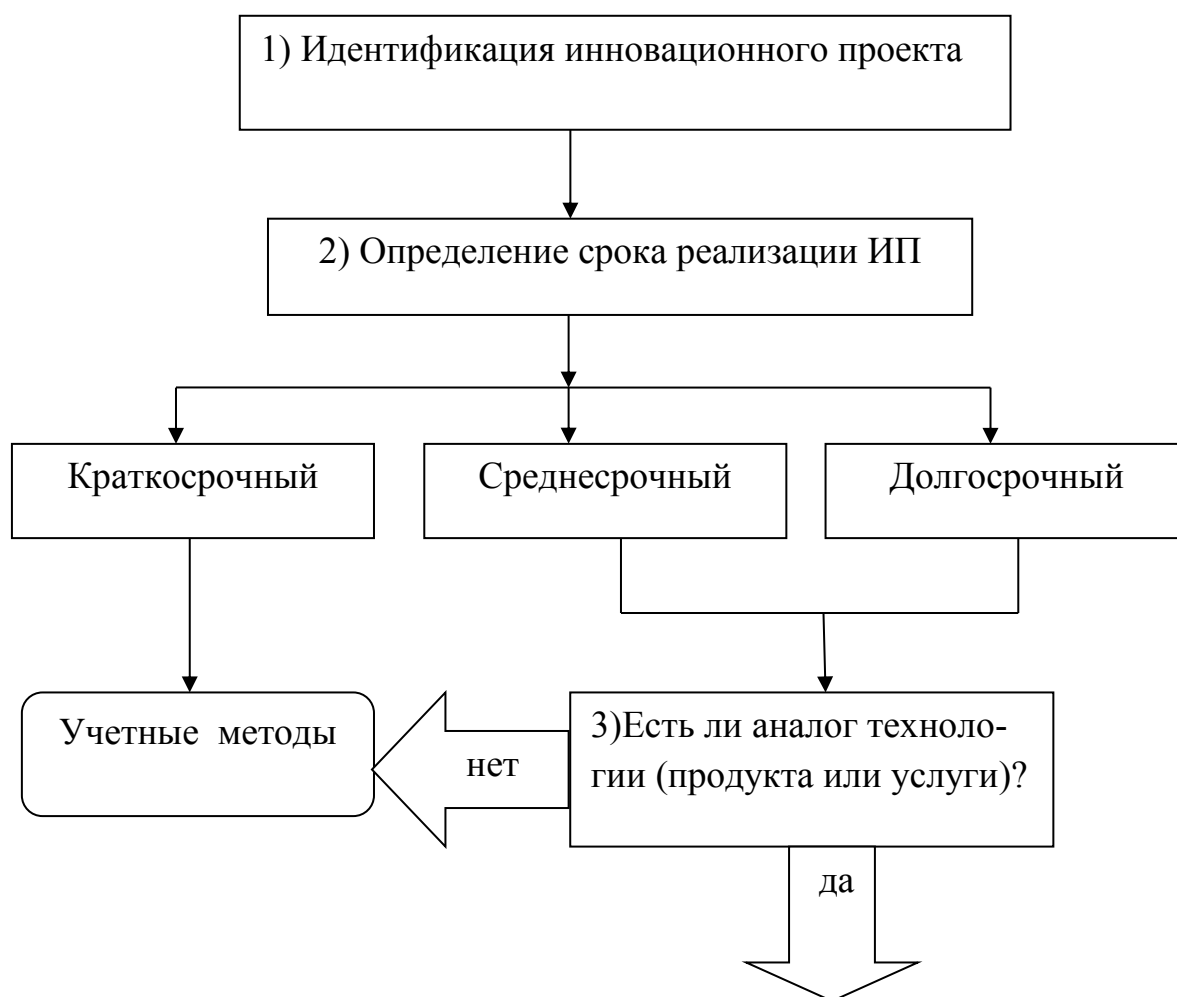 1) Идентификация инновационного проекта
2) Определение срока реализации ИП
Краткосрочный
Среднесрочный
Долгосрочный
Учетные методы
нет
3)Есть ли аналог техноло-
гии (продукта или услуги)?
да